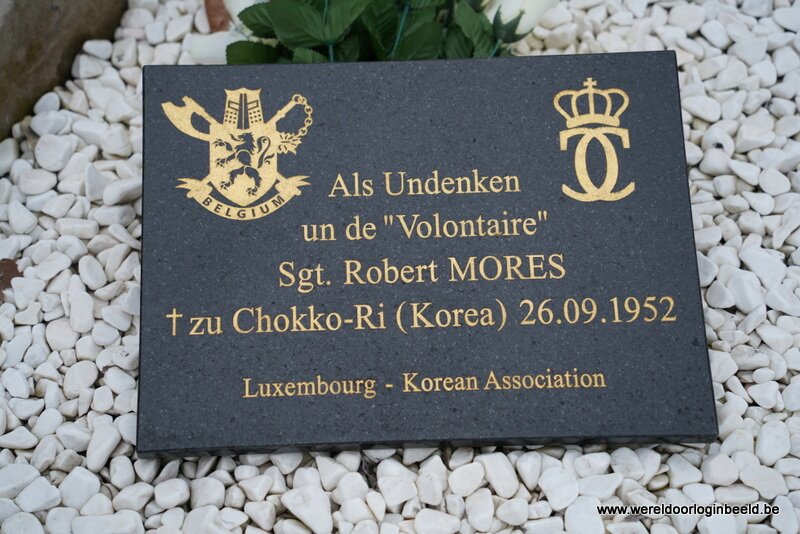 BELGIUM
Als Undenken
un de "Volontaire"
Sgt. Robert MORES
† zu Chokko-Ri (Korea) 26.09.1952
Luxembourg - Korean Association
www.wereldoorloginbeeld.be